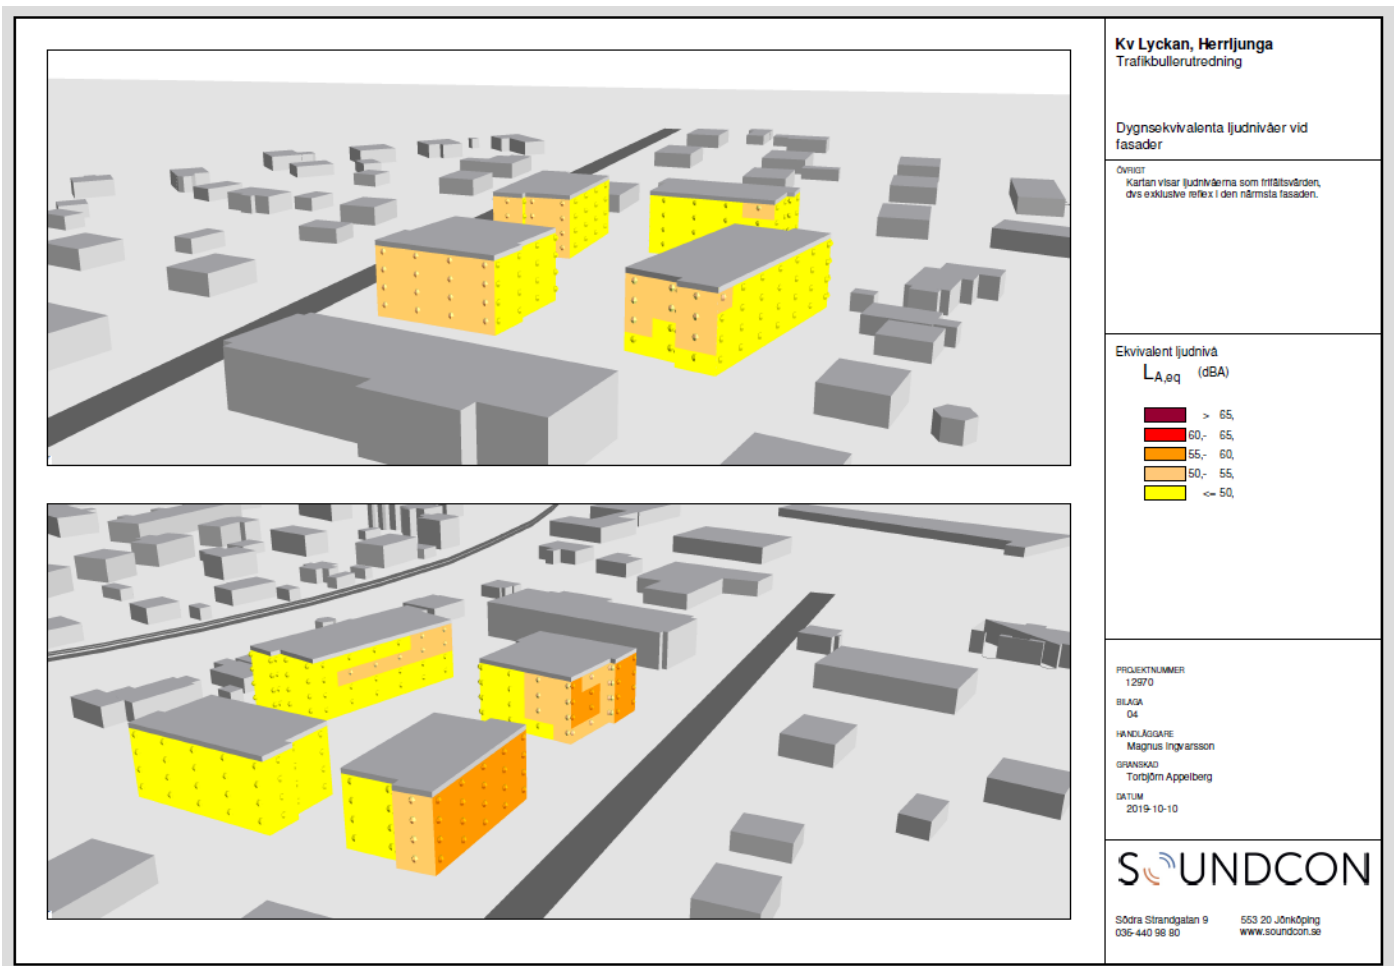 Kv Lyckan, Herrljunga
Trafikbullerutredning
Dygnsekvivalenta ljudnivåer vid
fasader
ÖVRIGT
Kartan visar ljudnivåerna som frifältsvärden,
dvs exklusive reflex i den närmsta fasaden.
Ekvivalent ljudnivå
LA,eq (dBA)
> 65,
60,- 65,
55,- 60,
50,- 55,
<= 50,
PROJEKTNUMMER
12970
BILAGA
04
HANDLÄGGARE
Magnus Ingvarsson
GRANSKAD
Torbjörn Appelberg
DATUM
2019-10-10
SOUNDCON
Södra Strandgatan 9 553 20 Jönköping
036-440 98 80 www.soundcon.se